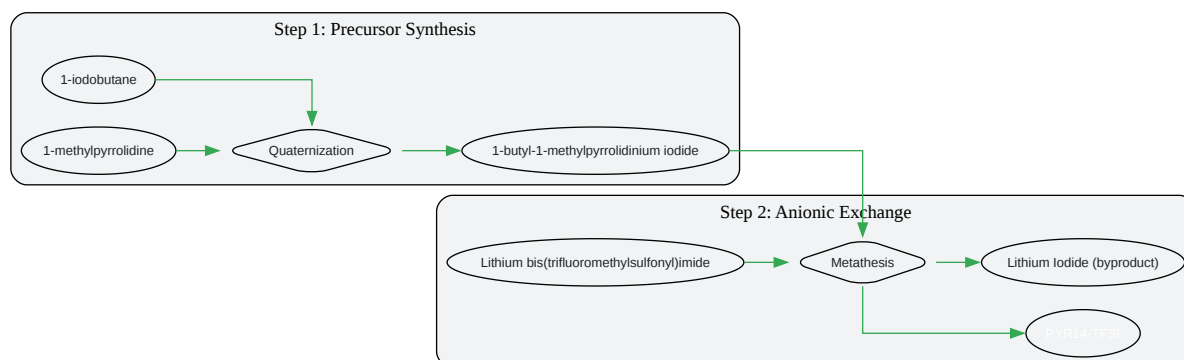 Step 1: Precursor Synthesis
1-iodobutane
1-methylpyrrolidine
Quaternization
1-butyl-1-methylpyrrolidinium iodide
Step 2: Anionic Exchange
Lithium bis(trifluoromethylsulfonyl)imide
Metathesis
Lithium Iodide (byproduct)
PYR14-TFSI